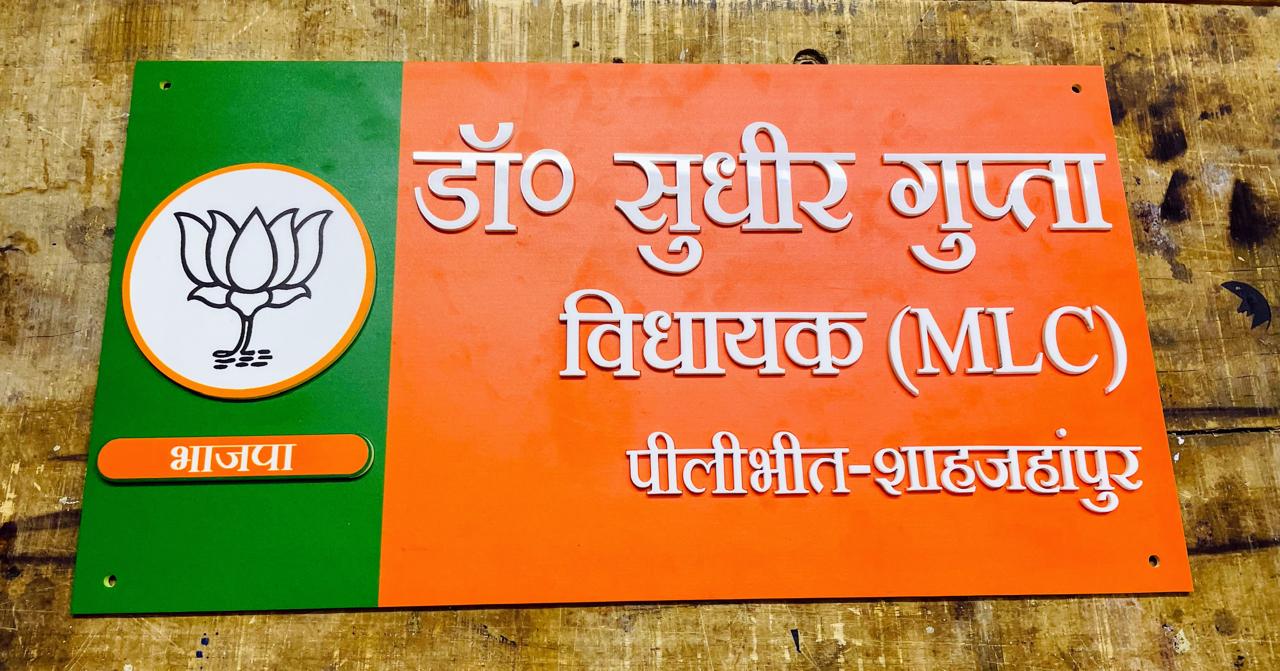 डॉ० सुधीर गुप्ता
विधायक (MLC)
पीलीभीत-शाहजहांपुर
भाजपा